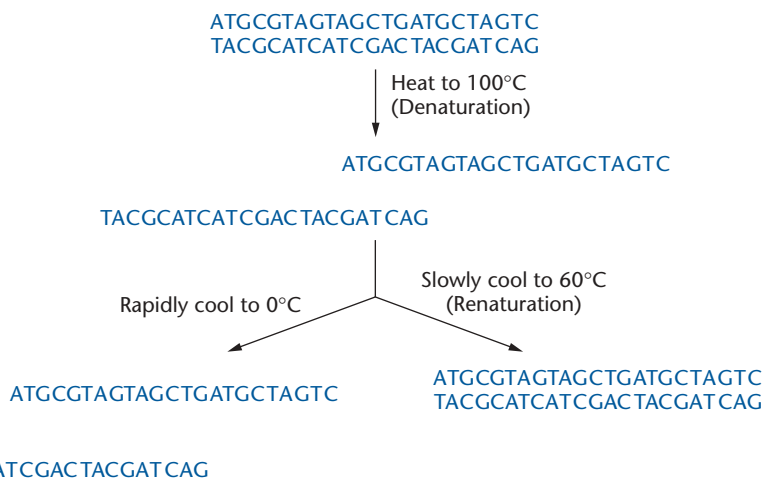 ATGCGTAGTAGCTGATGCTAGTC
TACGCATCATCGACTACGATCAG
Heat to 100°C
(Denaturation)
ATGCGTAGTAGCTGATGCTAGTC
TACGCATCATCGACTACGATCAG
Rapidly cool to 0°C
Slowly cool to 60°C
(Renaturation)
ATGCGTAGTAGCTGATGCTAGTC
ATGCGTAGTAGCTGATGCTAGTC
TACGCATCATCGACTACGATCAG
ATCGACTACGATCAG